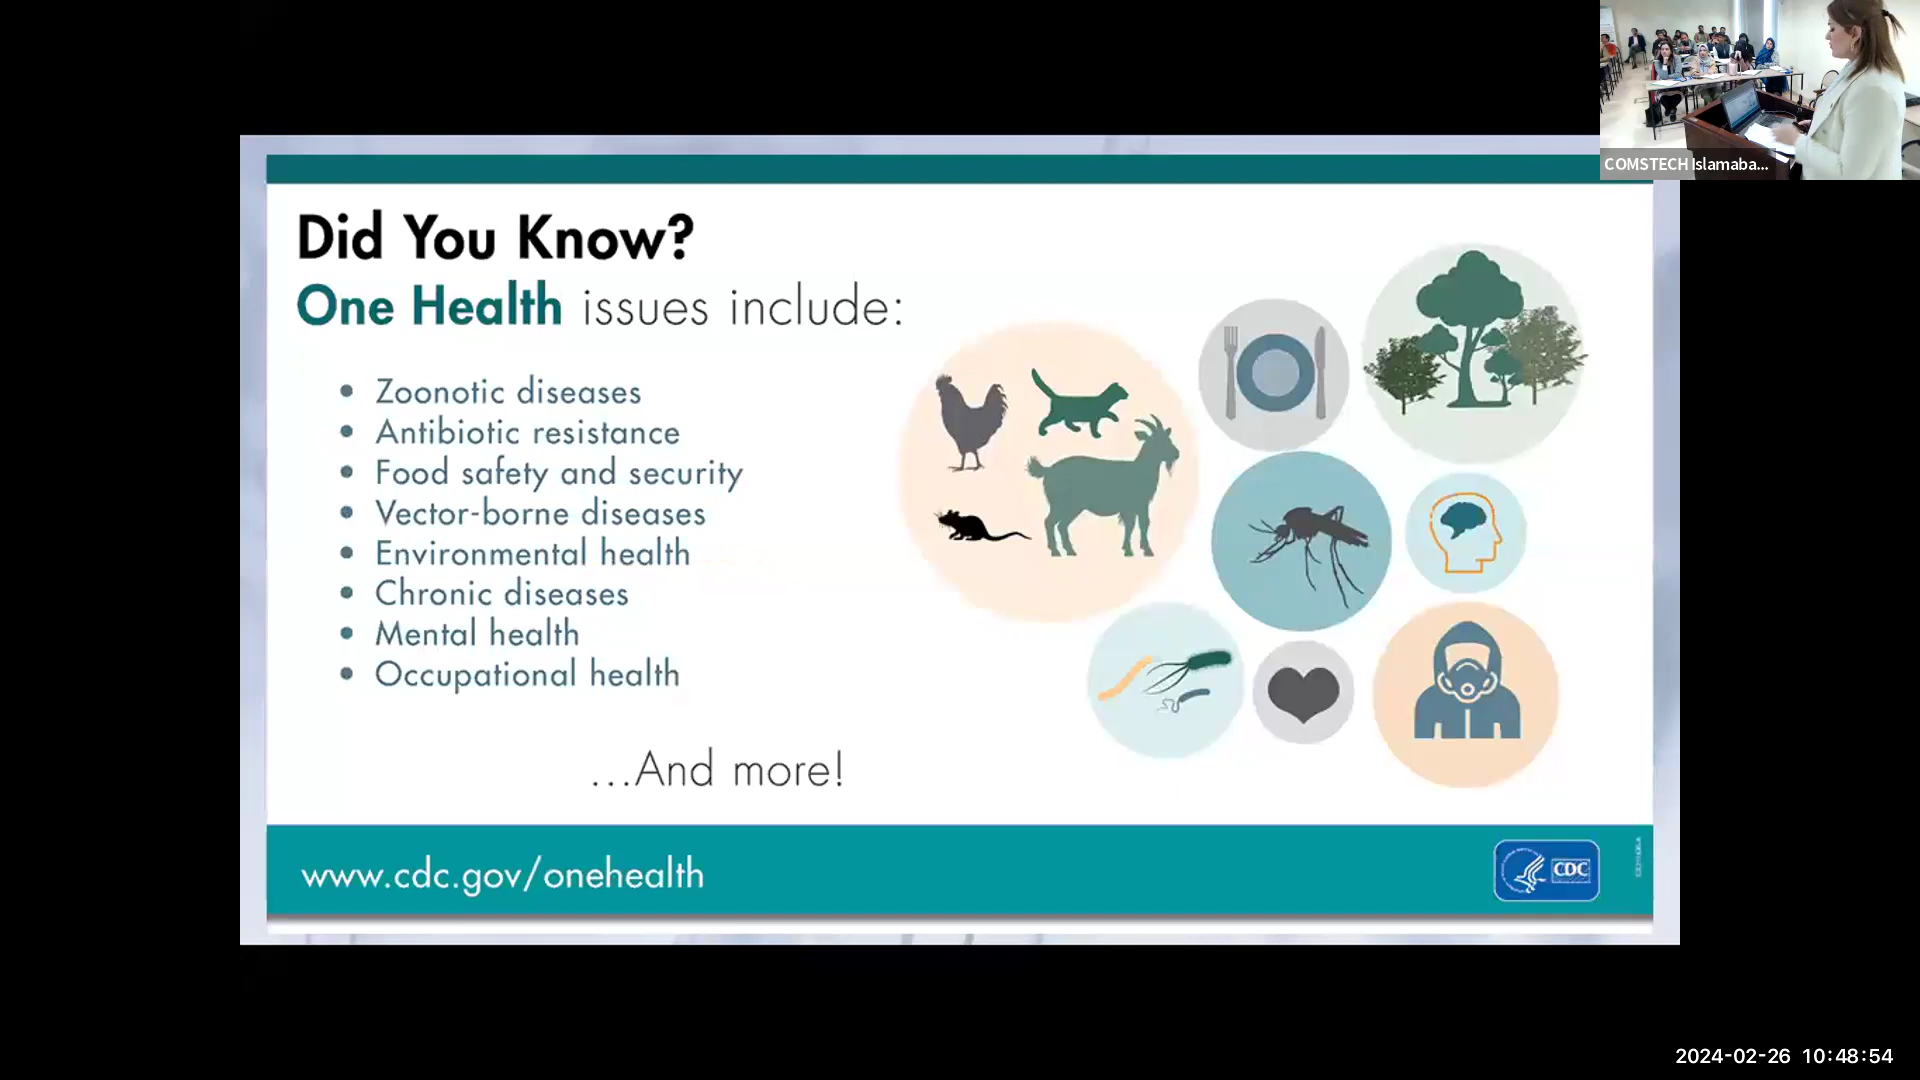 COMSTECH Islamaba...
Did You Know?
One Health issues include:
• Zoonotic diseases
• Antibiotic resistance
• Food safety and security
• Vector-borne diseases
• Environmental health
• Chronic diseases
• Mental health
• Occupational health
...And more!
www.cdc.gov/onehealth
CDC
2024-02-26 10:48:54